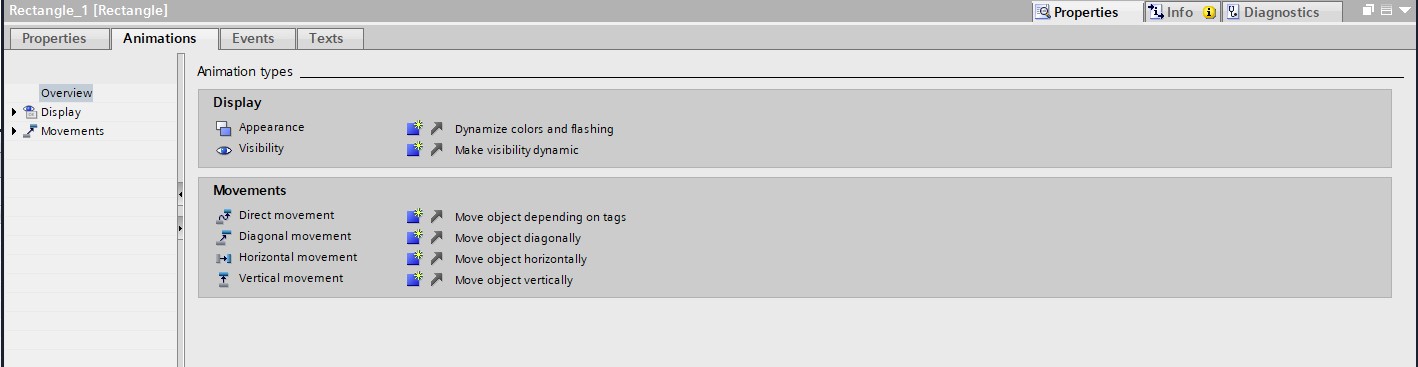 Rectangle_1 [Rectangle]
Properties Info Diagnostics
Properties Animations Events Texts
Overview
Display
Movements
Animation types
Display
Appearance Dynamize colors and flashing
Visibility Make visibility dynamic
Movements
Direct movement Move object depending on tags
Diagonal movement Move object diagonally
Horizontal movement Move object horizontally
Vertical movement Move object vertically